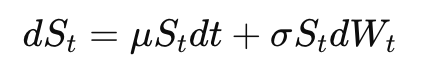 dS_t = μS_t dt + σS_t dW_t